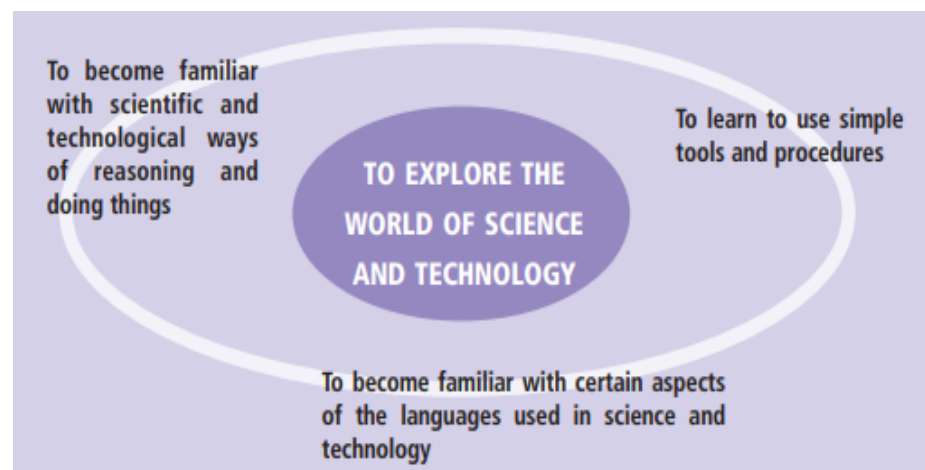 To become familiar
with scientific and
technological ways
of reasoning and
doing things
TO EXPLORE THE
WORLD OF SCIENCE
AND TECHNOLOGY
To learn to use simple
tools and procedures
To become familiar with certain aspects
of the languages used in science and
technology